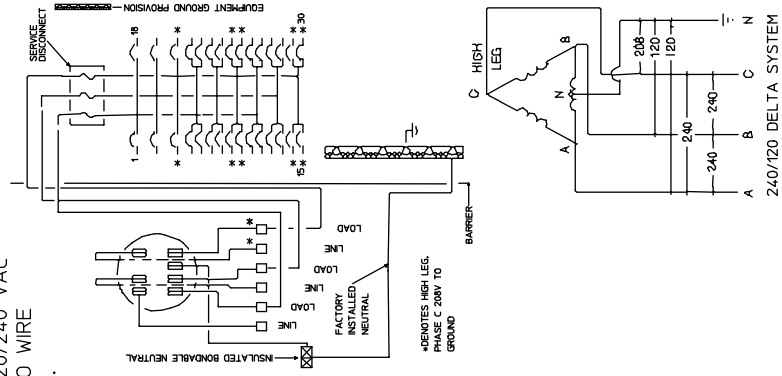 20/240 VAC
O WIRE
SERVICE
DISCONNECT
EQUIPMENT GROUND PROVISION
1
18
*
*
**
**
*
*
15*
*30
*
*
LOAD
LINE
LOAD
LINE
LOAD
LINE
BARRIER
FACTORY
INSTALLED
NEUTRAL
INSULATED BONDABLE NEUTRAL
*DENOTES HIGH LEG.
PHASE C 208V TO
GROUND
C HIGH
LEG
B
N
A
208
120
120
240
240
240
A
B
C
N
240/120 DELTA SYSTEM